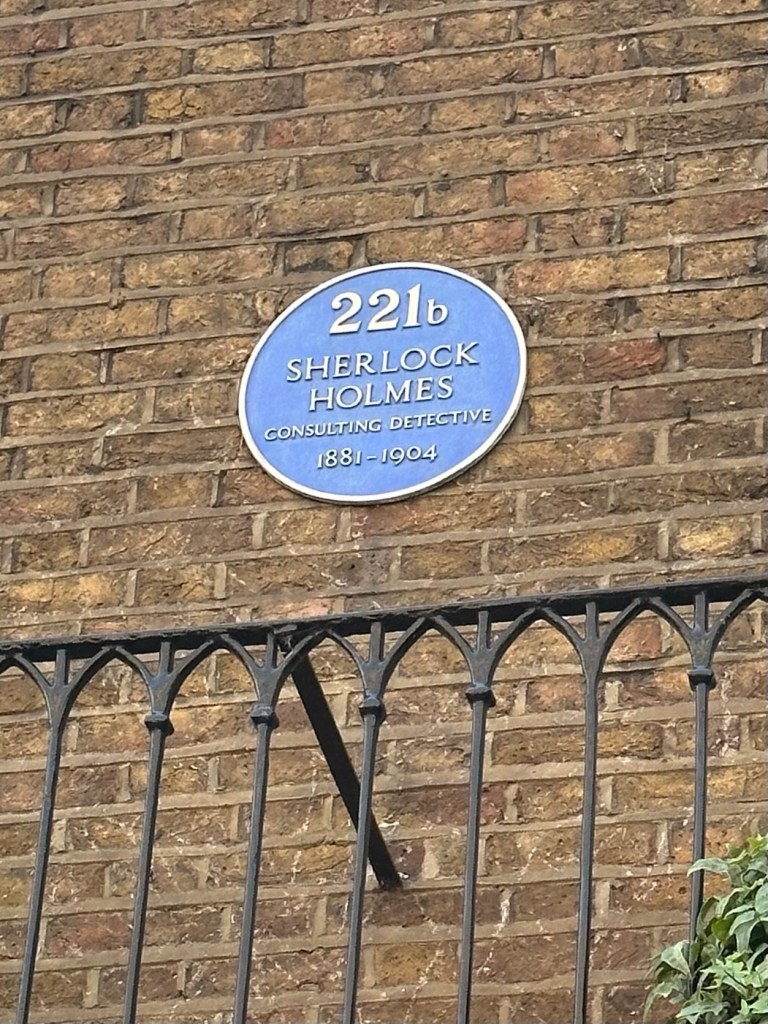 221b
SHERLOCK
HOLMES
CONSULTING DETECTIVE
1881-1904